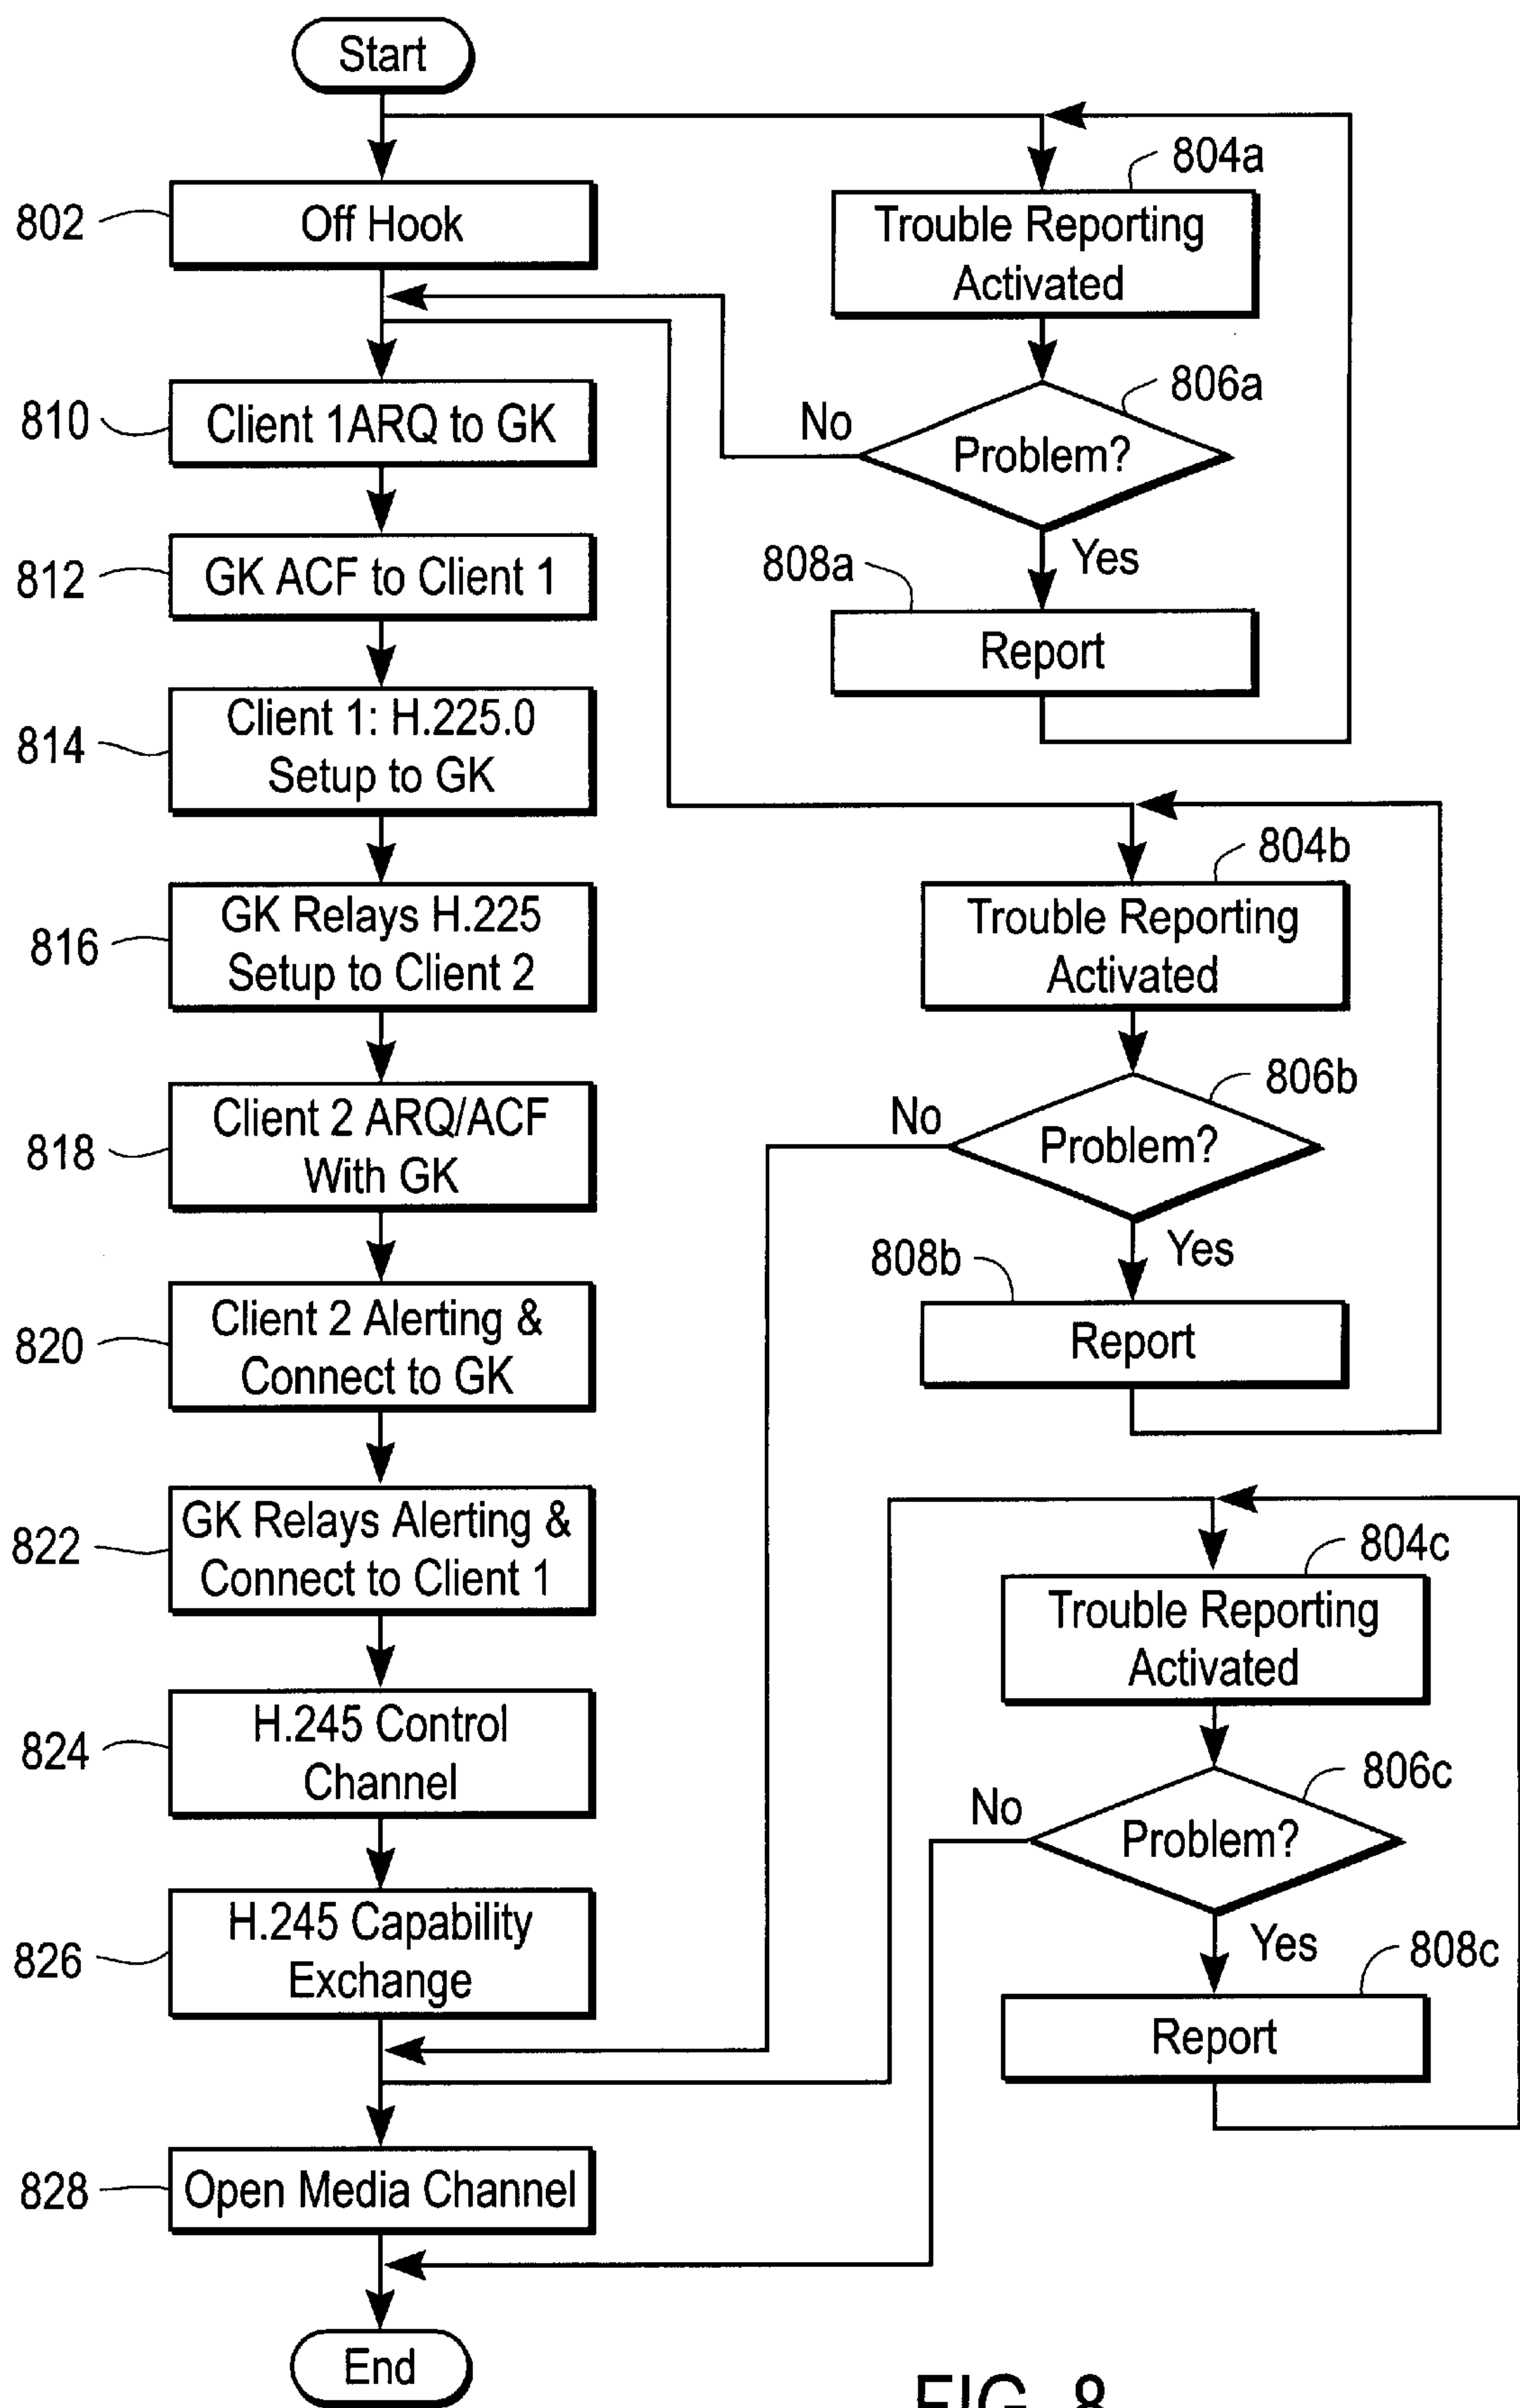 Start
802
Off Hook
804a
Trouble Reporting
Activated
806a
Problem?
No
Yes
808a
Report
810
Client 1ARQ to GK
812
GK ACF to Client 1
814
Client 1: H.225.0
Setup to GK
816
GK Relays H.225
Setup to Client 2
804b
Trouble Reporting
Activated
806b
Problem?
No
Yes
808b
Report
818
Client 2 ARQ/ACF
With GK
820
Client 2 Alerting &
Connect to GK
822
GK Relays Alerting &
Connect to Client 1
804c
Trouble Reporting
Activated
806c
Problem?
No
Yes
808c
Report
824
H.245 Control
Channel
826
H.245 Capability
Exchange
828
Open Media Channel
End
FIG. 8